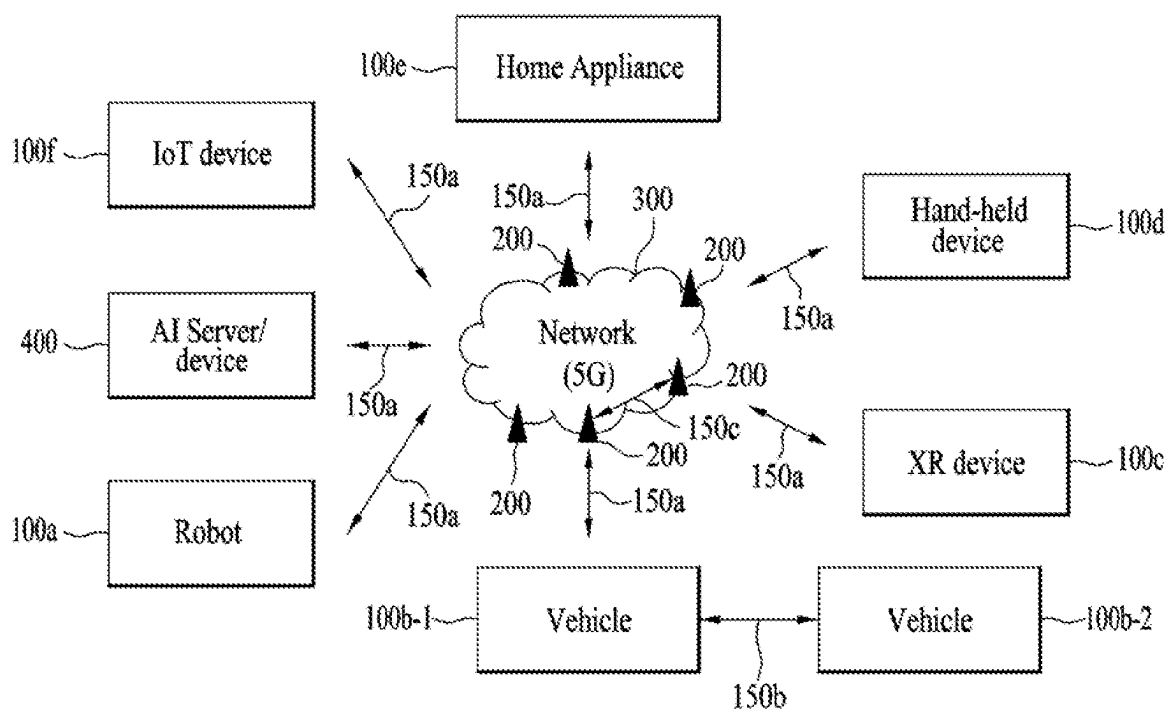 100e
Home Appliance
100f
IoT device
150a
150a
300
200
200
Hand-held
device
100d
150a
400
AI Server/
device
150a
Network
(5G)
200
150c
200
200
150a
150a
XR device
100c
100a
Robot
150a
100b-1
Vehicle
Vehicle
100b-2
150b